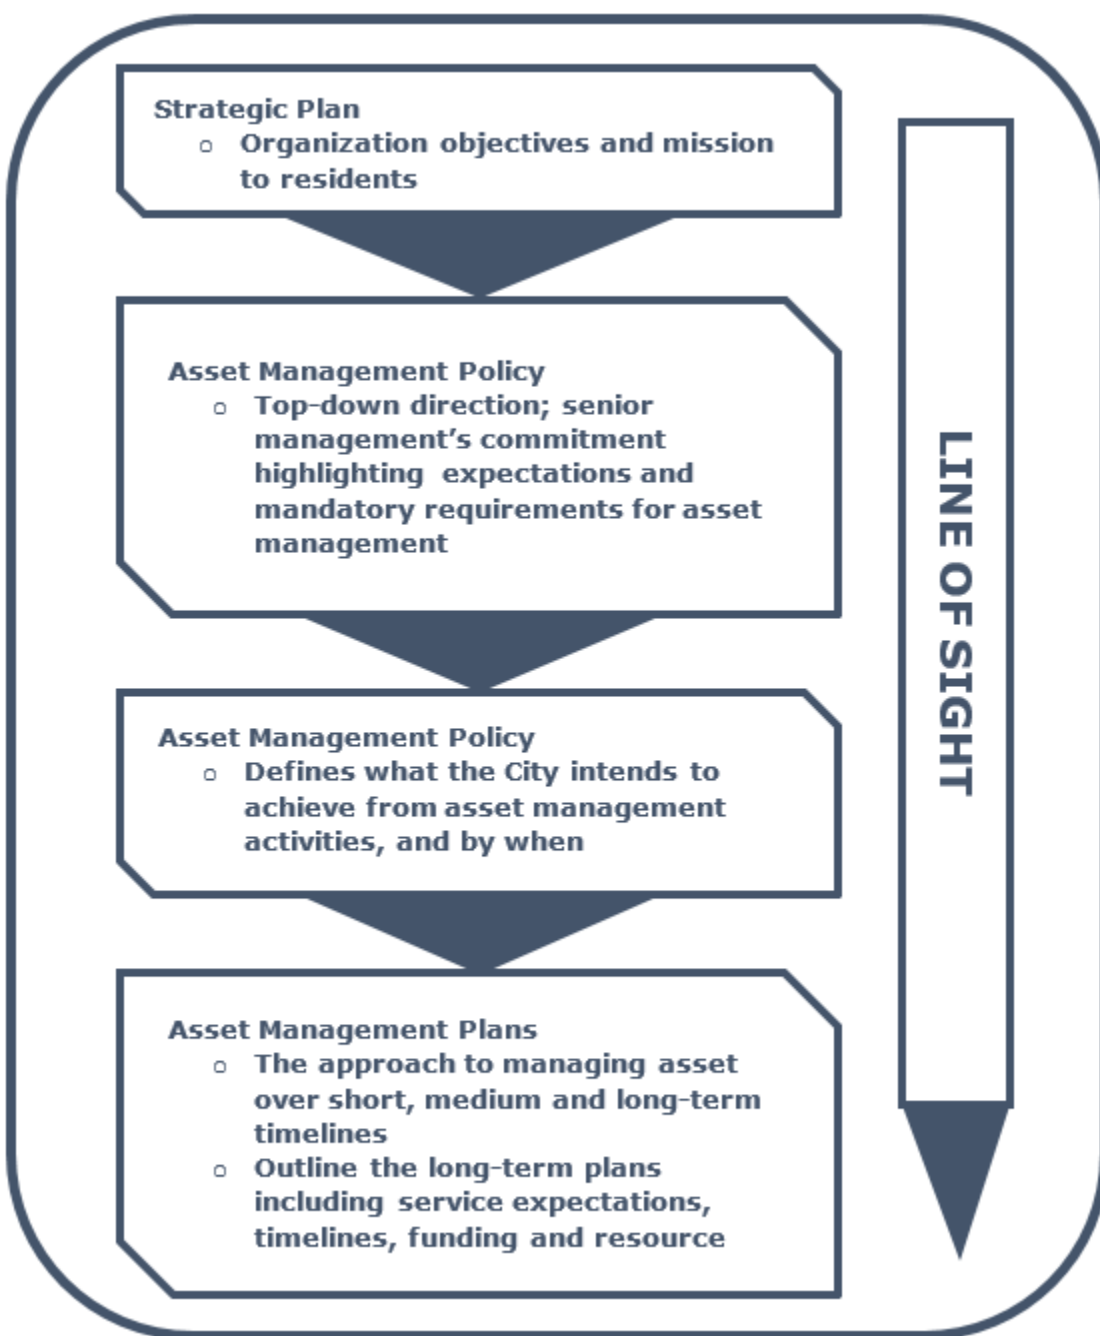 Strategic Plan
o Organization objectives and mission
to residents
Asset Management Policy
o Top-down direction; senior
management’s commitment
highlighting expectations and
mandatory requirements for asset
management
Asset Management Policy
o Defines what the City intends to
achieve from asset management
activities, and by when
Asset Management Plans
o The approach to managing asset
over short, medium and long-term
timelines
o Outline the long-term plans
including service expectations,
timelines, funding and resource
LINE OF SIGHT